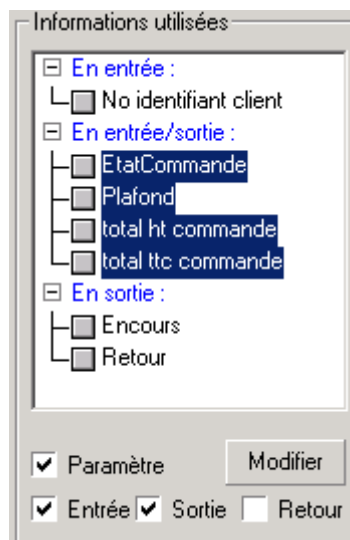 Informations utilisées
En entrée :
No identifiant client
En entrée/sortie :
EtatCommande
Plafond
total ht commande
total ttc commande
En sortie :
Encours
Retour
Paramètre Modifier
Entrée Sortie Retour